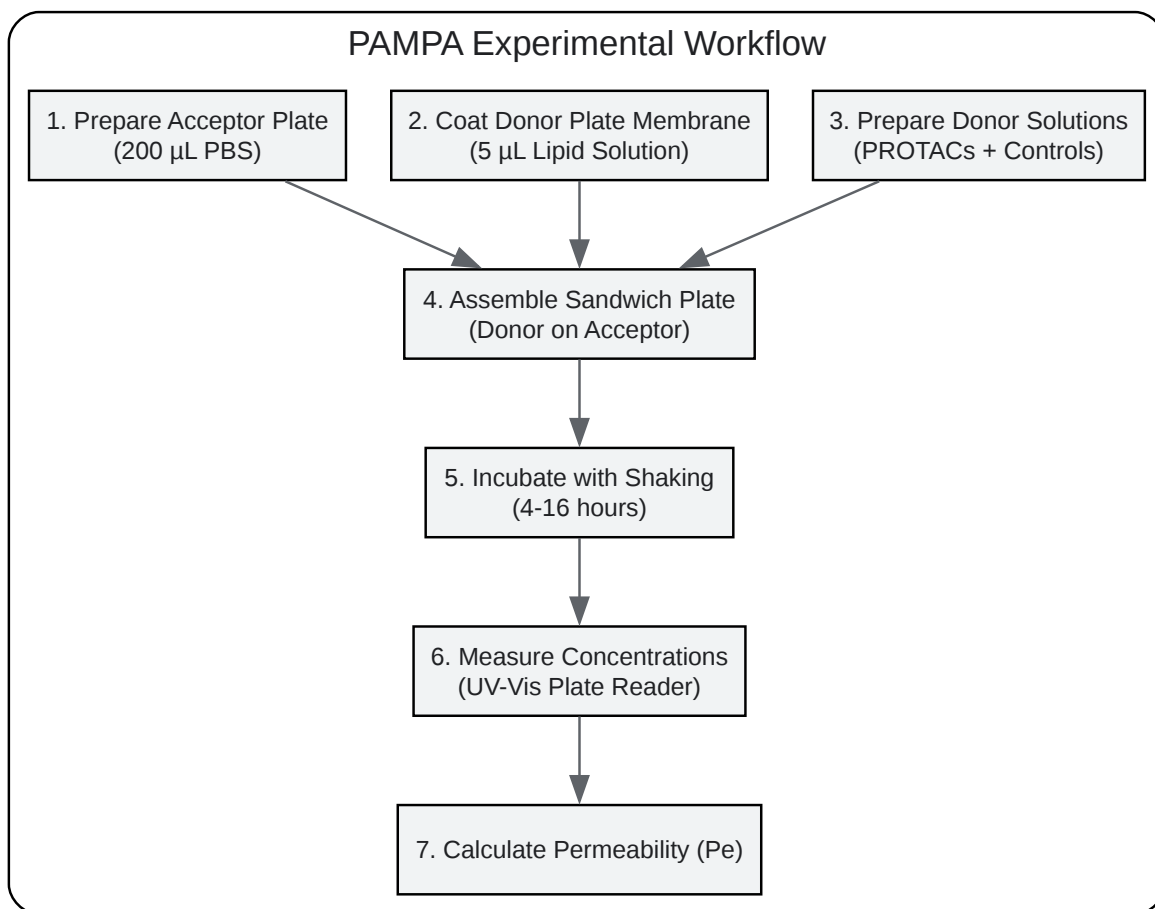 PAMPA Experimental Workflow
1. Prepare Acceptor Plate
(200 µL PBS)
2. Coat Donor Plate Membrane
(5 µL Lipid Solution)
3. Prepare Donor Solutions
(PROTACs + Controls)
4. Assemble Sandwich Plate
(Donor on Acceptor)
5. Incubate with Shaking
(4-16 hours)
6. Measure Concentrations
(UV-Vis Plate Reader)
7. Calculate Permeability (Pe)